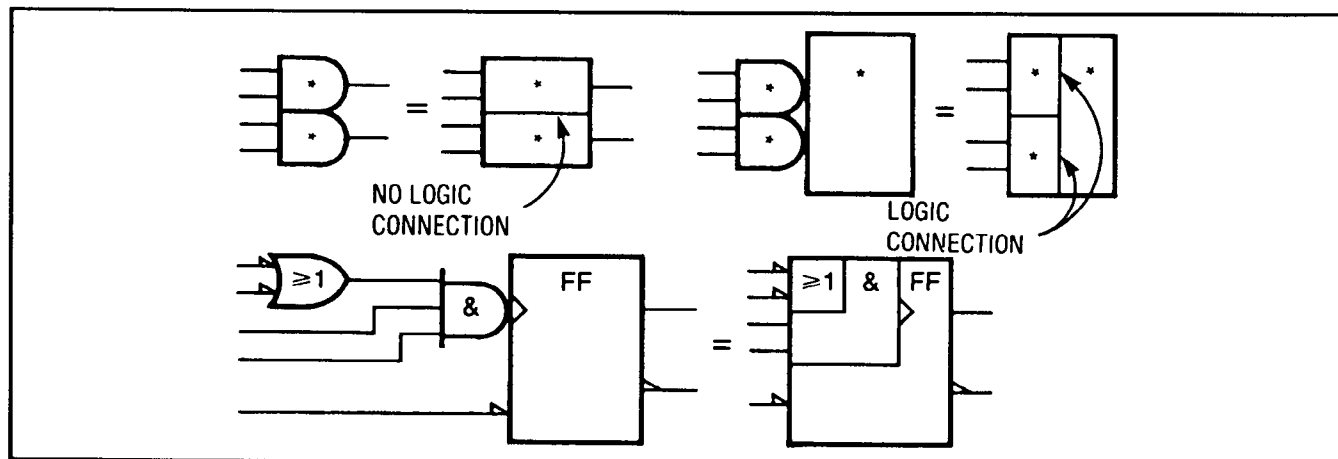 * = * * = * *
* * * *
NO LOGIC
CONNECTION
LOGIC
CONNECTION
≥1 & FF = ≥1 & FF